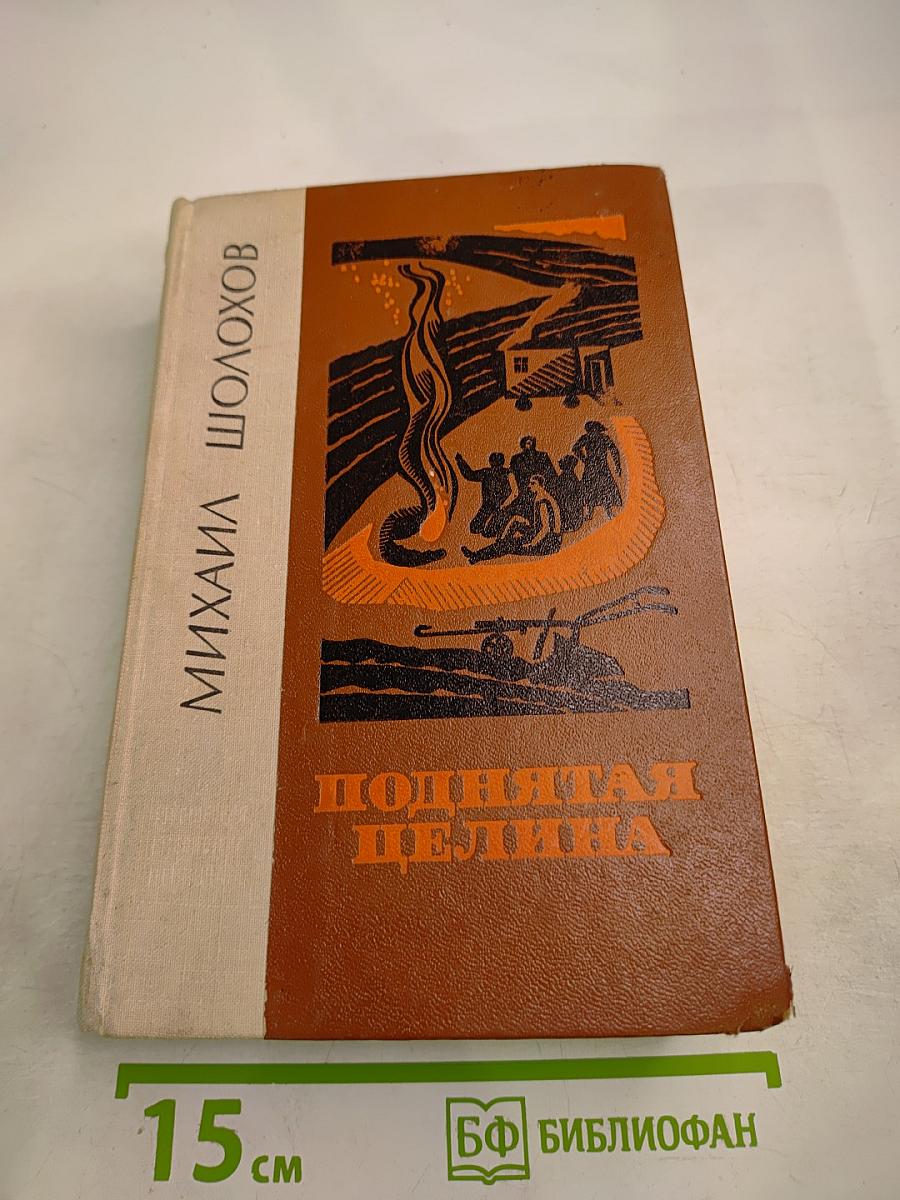 МИХАИЛ ШОЛОХОВ
ПОДНЯТАЯ
ЦЕЛИНА
15 см
БФ БИБЛИОФАН